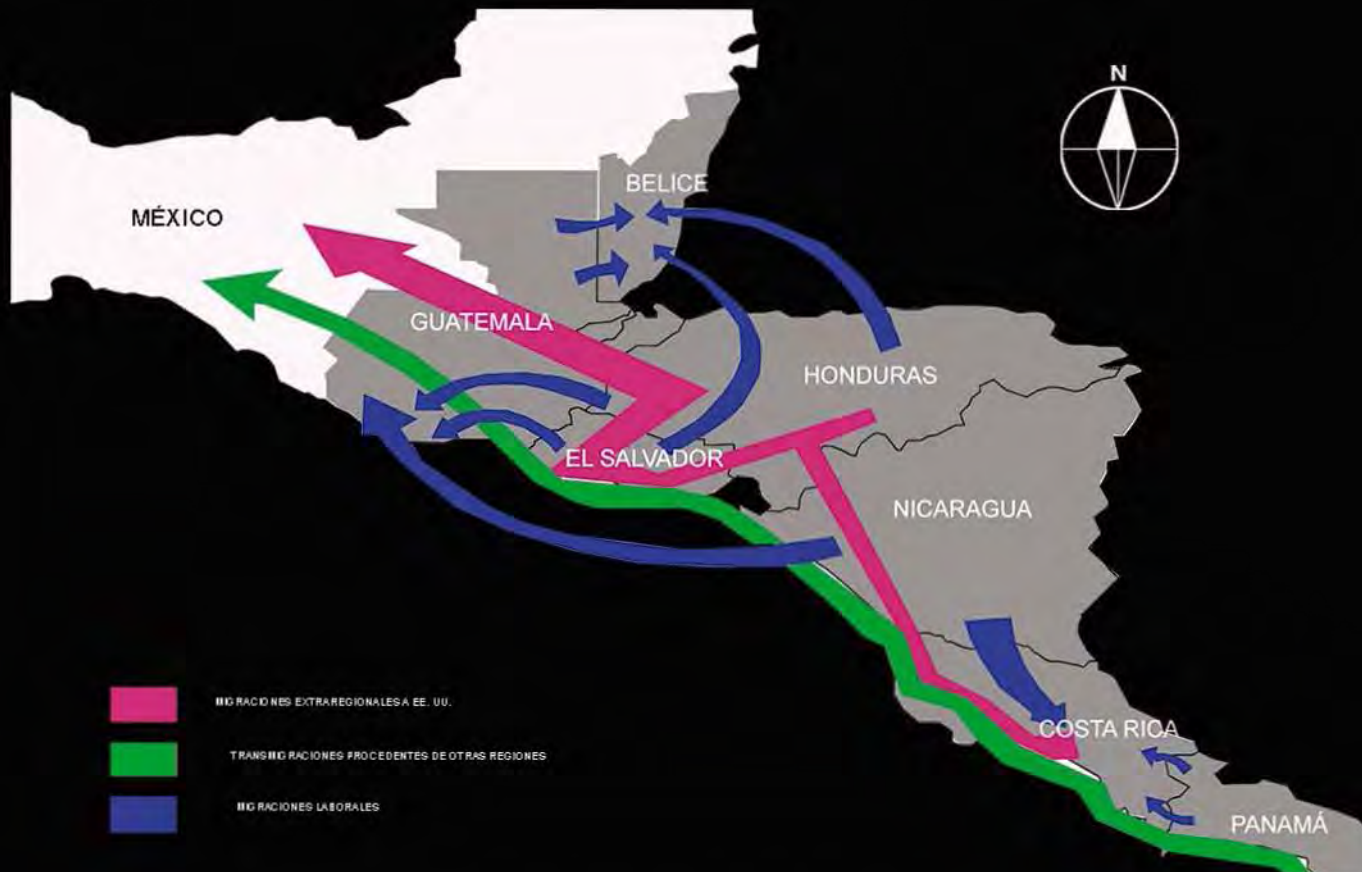 N
BELICE
MÉXICO
GUATEMALA
HONDURAS
EL SALVADOR
NICARAGUA
COSTA RICA
PANAMÁ
MIGRACIONES EXTRAREGIONALES A EE. UU.
TRANSMIGRACIONES PROCEDENTES DE OTRAS REGIONES
MIGRACIONES LABORALES